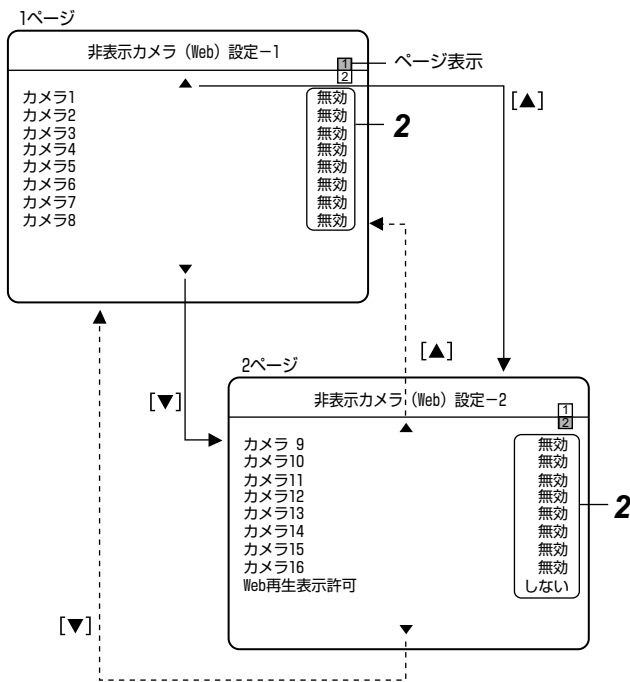 1ページ
非表示カメラ（Web）設定－1
1
2
ページ表示
[▲]
カメラ1 無効
カメラ2 無効
カメラ3 無効
カメラ4 無効
カメラ5 無効
カメラ6 無効
カメラ7 無効
カメラ8 無効
2
[▲]
2ページ
[▼]
非表示カメラ（Web）設定－2
1
2
カメラ 9 無効
カメラ10 無効
カメラ11 無効
カメラ12 無効
カメラ13 無効
カメラ14 無効
カメラ15 無効
カメラ16 無効
Web再生表示許可 しない
2
[▼]